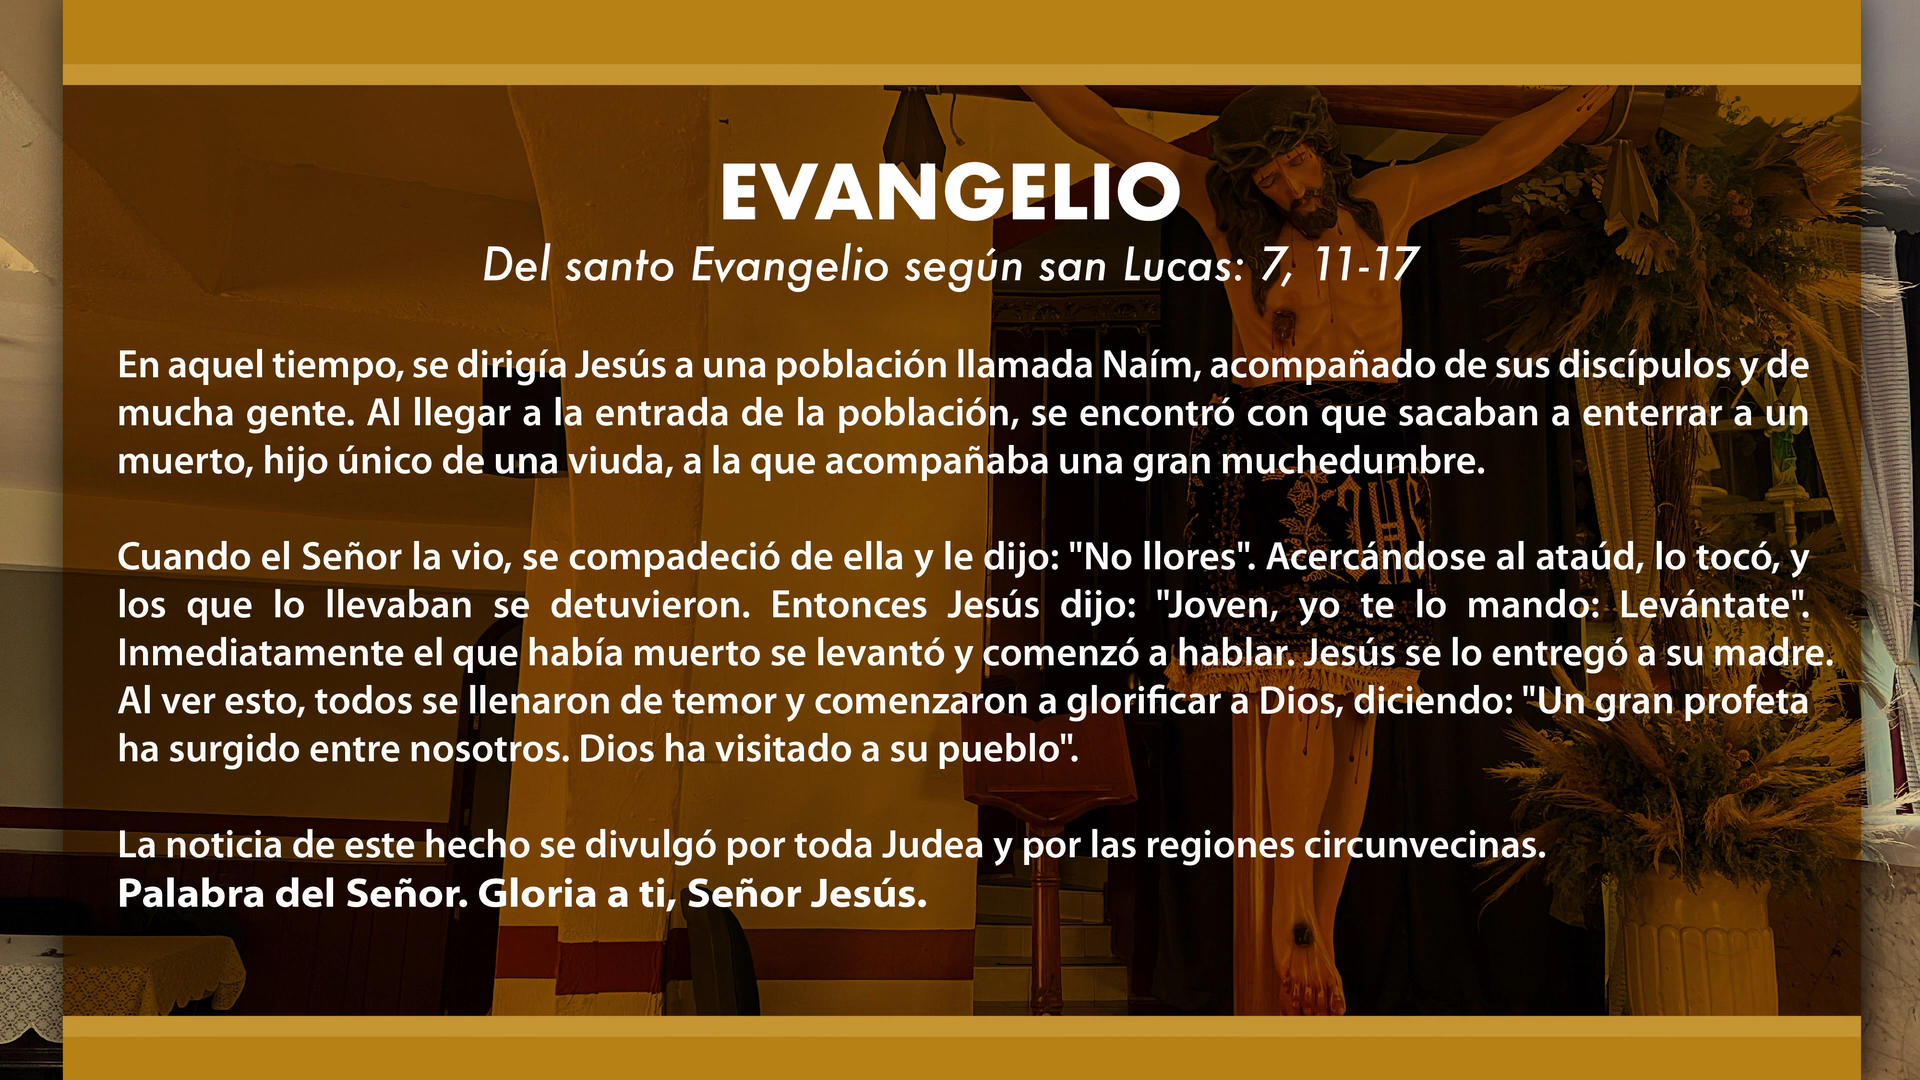 EVANGELIO
Del santo Evangelio según san Lucas: 7, 11-17
En aquel tiempo, se dirigía Jesús a una población llamada Naím, acompañado de sus discípulos y de
mucha gente. Al llegar a la entrada de la población, se encontró con que sacaban a enterrar a un
muerto, hijo único de una viuda, a la que acompañaba una gran muchedumbre.
Cuando el Señor la vio, se compadeció de ella y le dijo: "No llores". Acercándose al ataúd, lo tocó, y
los que lo llevaban se detuvieron. Entonces Jesús dijo: "Joven, yo te lo mando: Levántate".
Inmediatamente el que había muerto se levantó y comenzó a hablar. Jesús se lo entregó a su madre.
Al ver esto, todos se llenaron de temor y comenzaron a glorificar a Dios, diciendo: "Un gran profeta
ha surgido entre nosotros. Dios ha visitado a su pueblo".
La noticia de este hecho se divulgó por toda Judea y por las regiones circunvecinas.
Palabra del Señor. Gloria a ti, Señor Jesús.
JHS